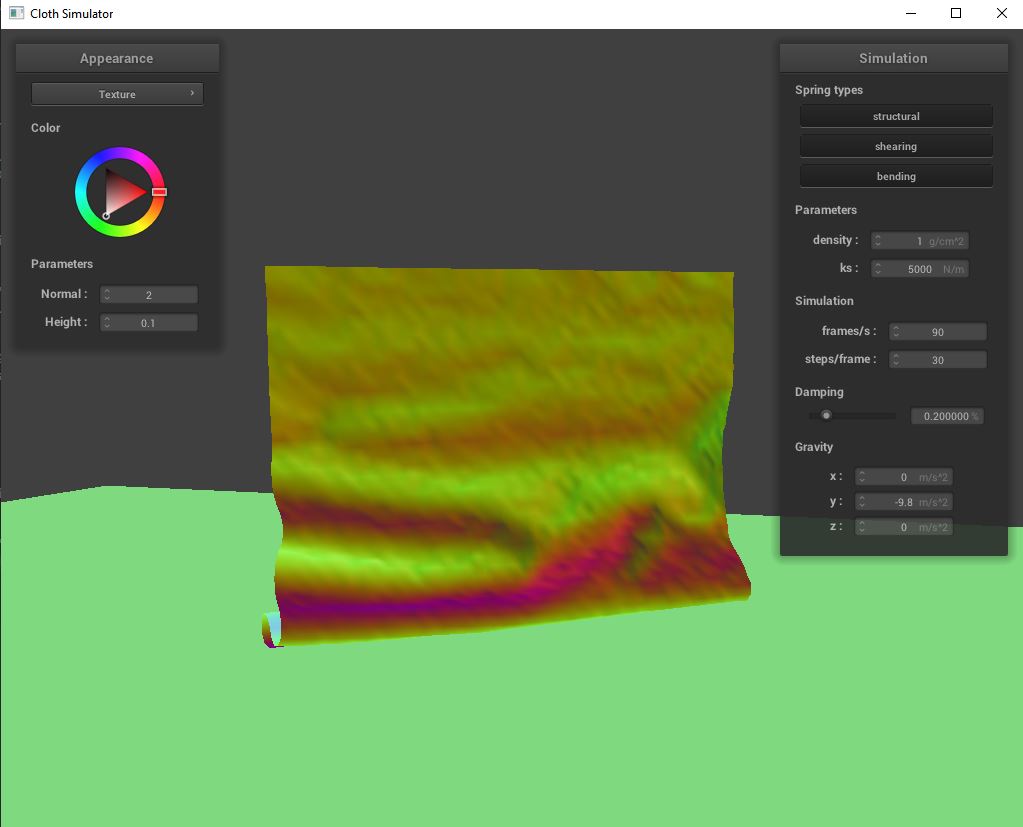 Cloth Simulator
Appearance
Texture
Color
Parameters
Normal : 2
Height : 0.1
Simulation
Spring types
structural
shearing
bending
Parameters
density : 1 g/cm^2
ks : 5000 N/m
Simulation
frames/s : 90
steps/frame : 30
Damping
0.200000 %
Gravity
x : 0 m/s^2
y : -9.8 m/s^2
z : 0 m/s^2